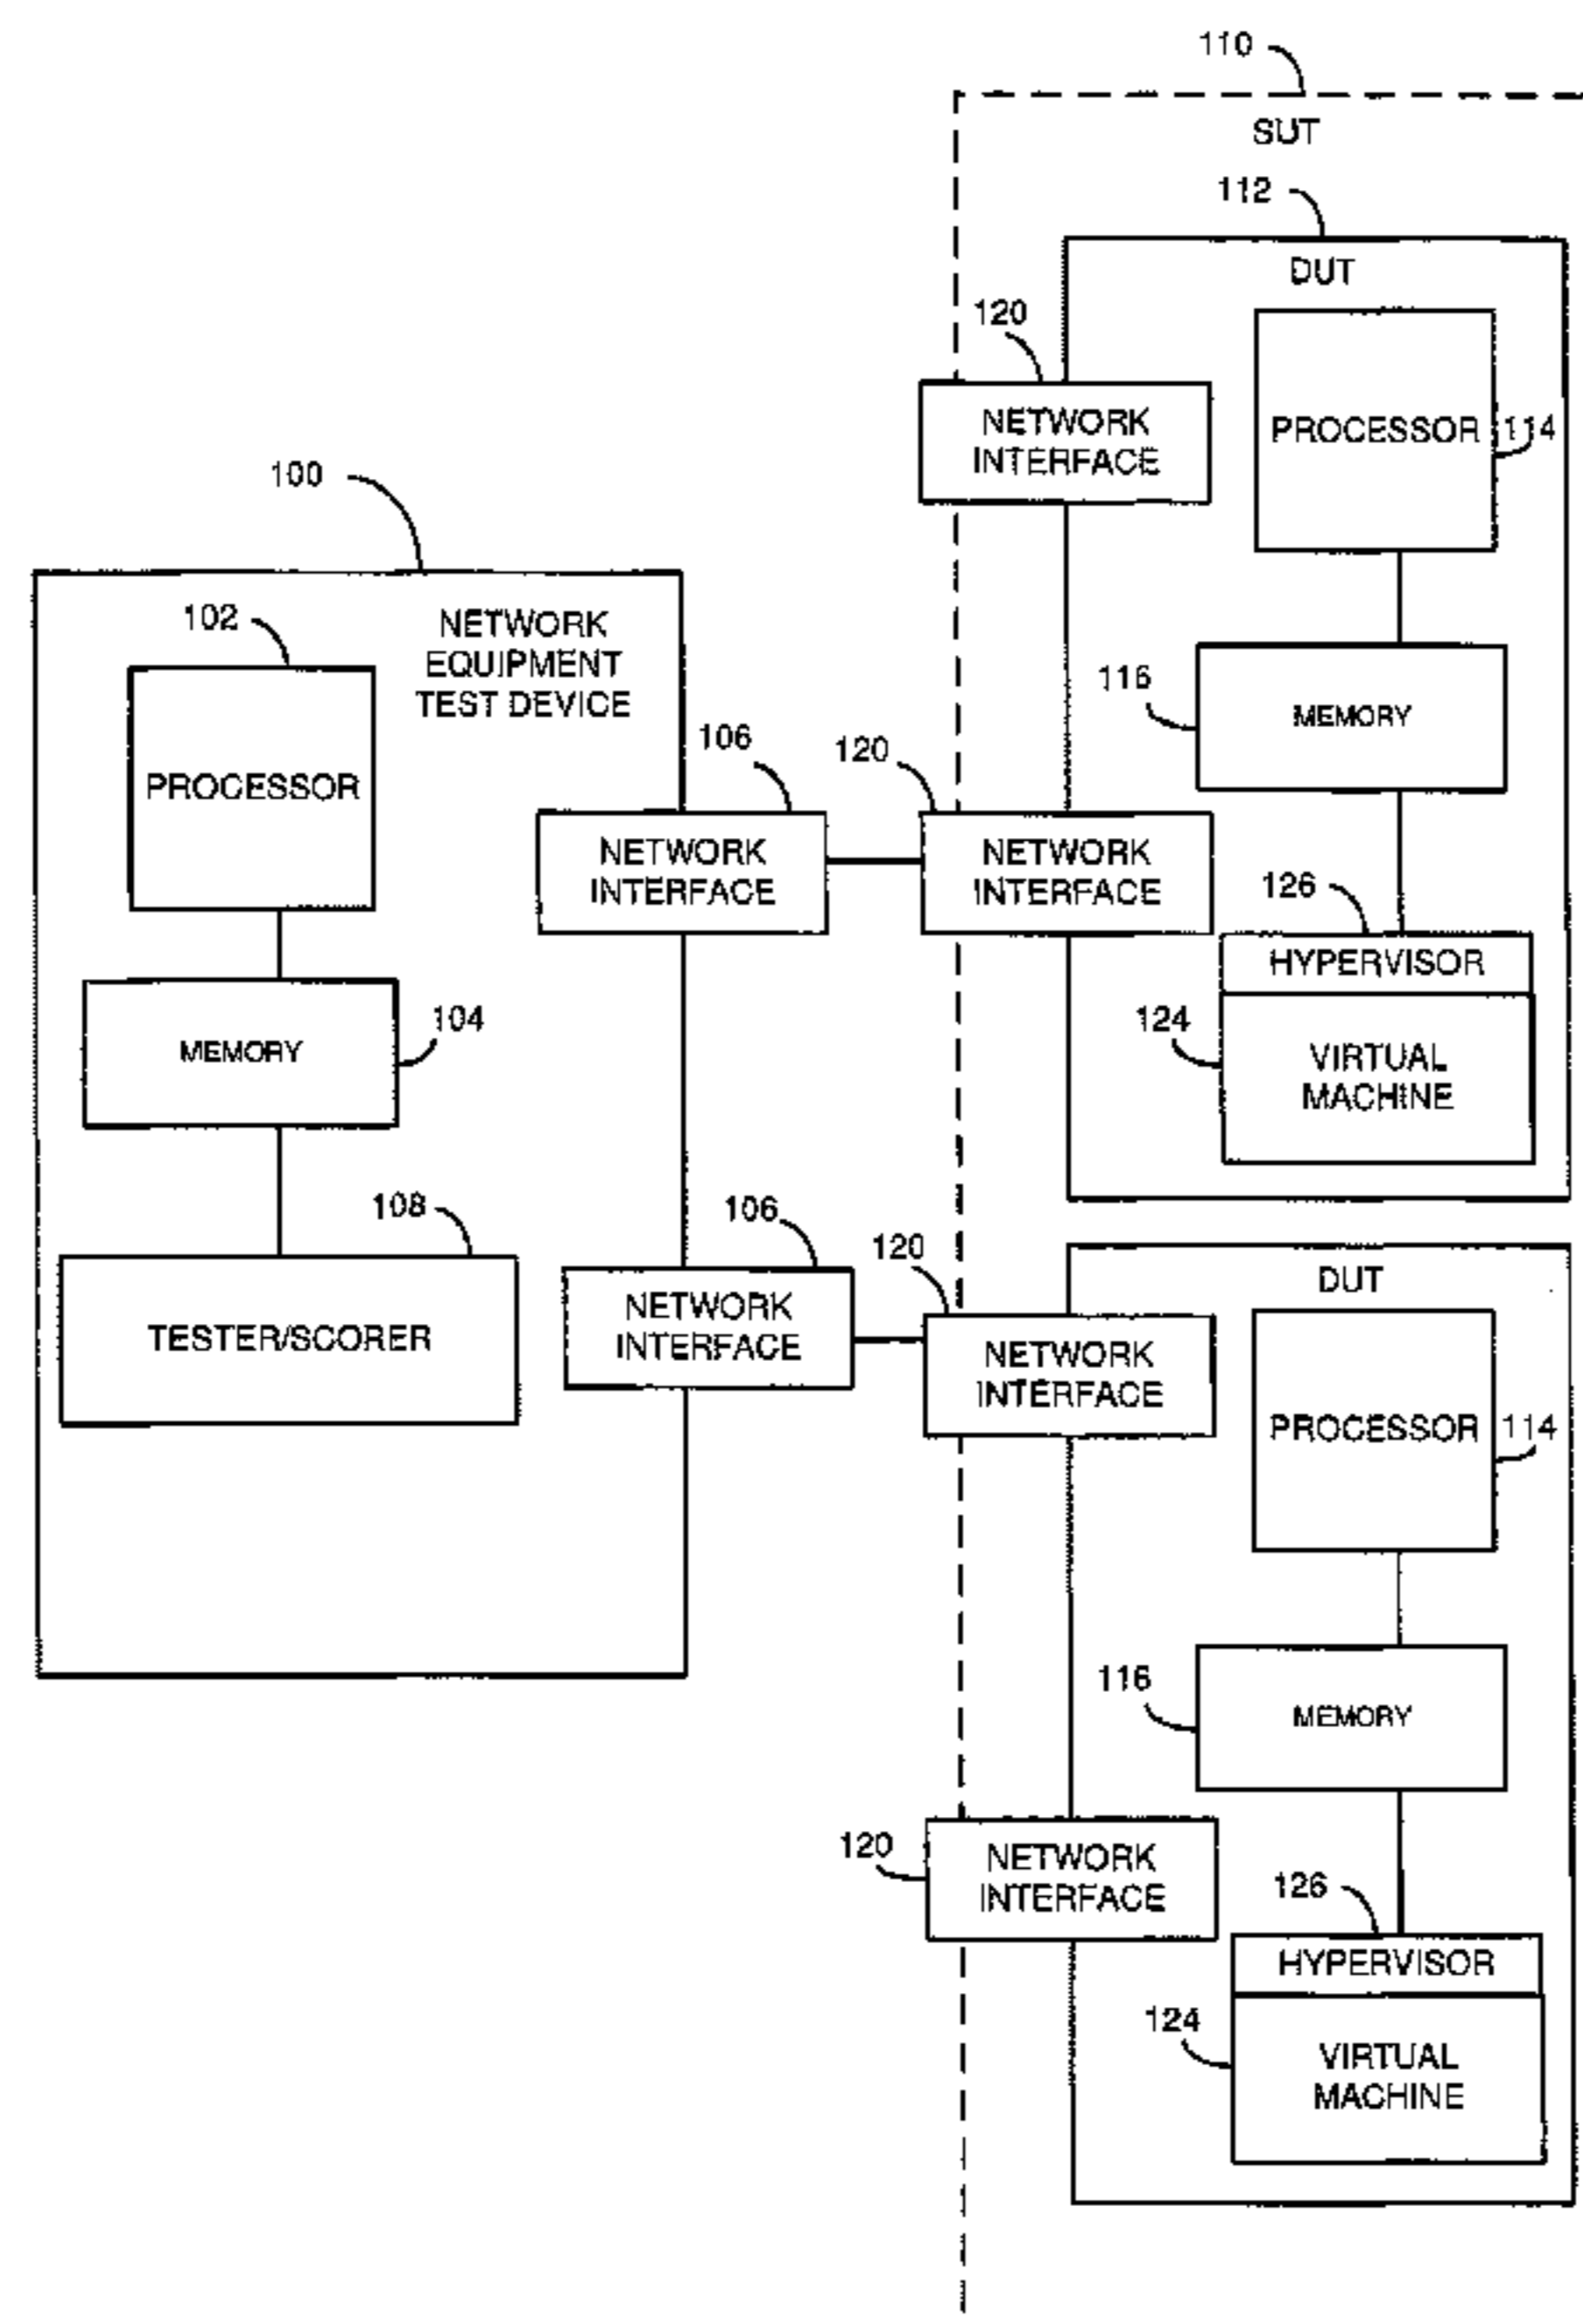 110
SUT
112
DUT
120
NETWORK
INTERFACE
PROCESSOR
114
100
102
NETWORK
EQUIPMENT
TEST DEVICE
PROCESSOR
116
MEMORY
106
120
NETWORK
INTERFACE
NETWORK
INTERFACE
126
HYPERVISOR
MEMORY
104
124
VIRTUAL
MACHINE
108
TESTER/SCORER
106
NETWORK
INTERFACE
120
NETWORK
INTERFACE
DUT
PROCESSOR
114
116
MEMORY
120
NETWORK
INTERFACE
126
HYPERVISOR
124
VIRTUAL
MACHINE